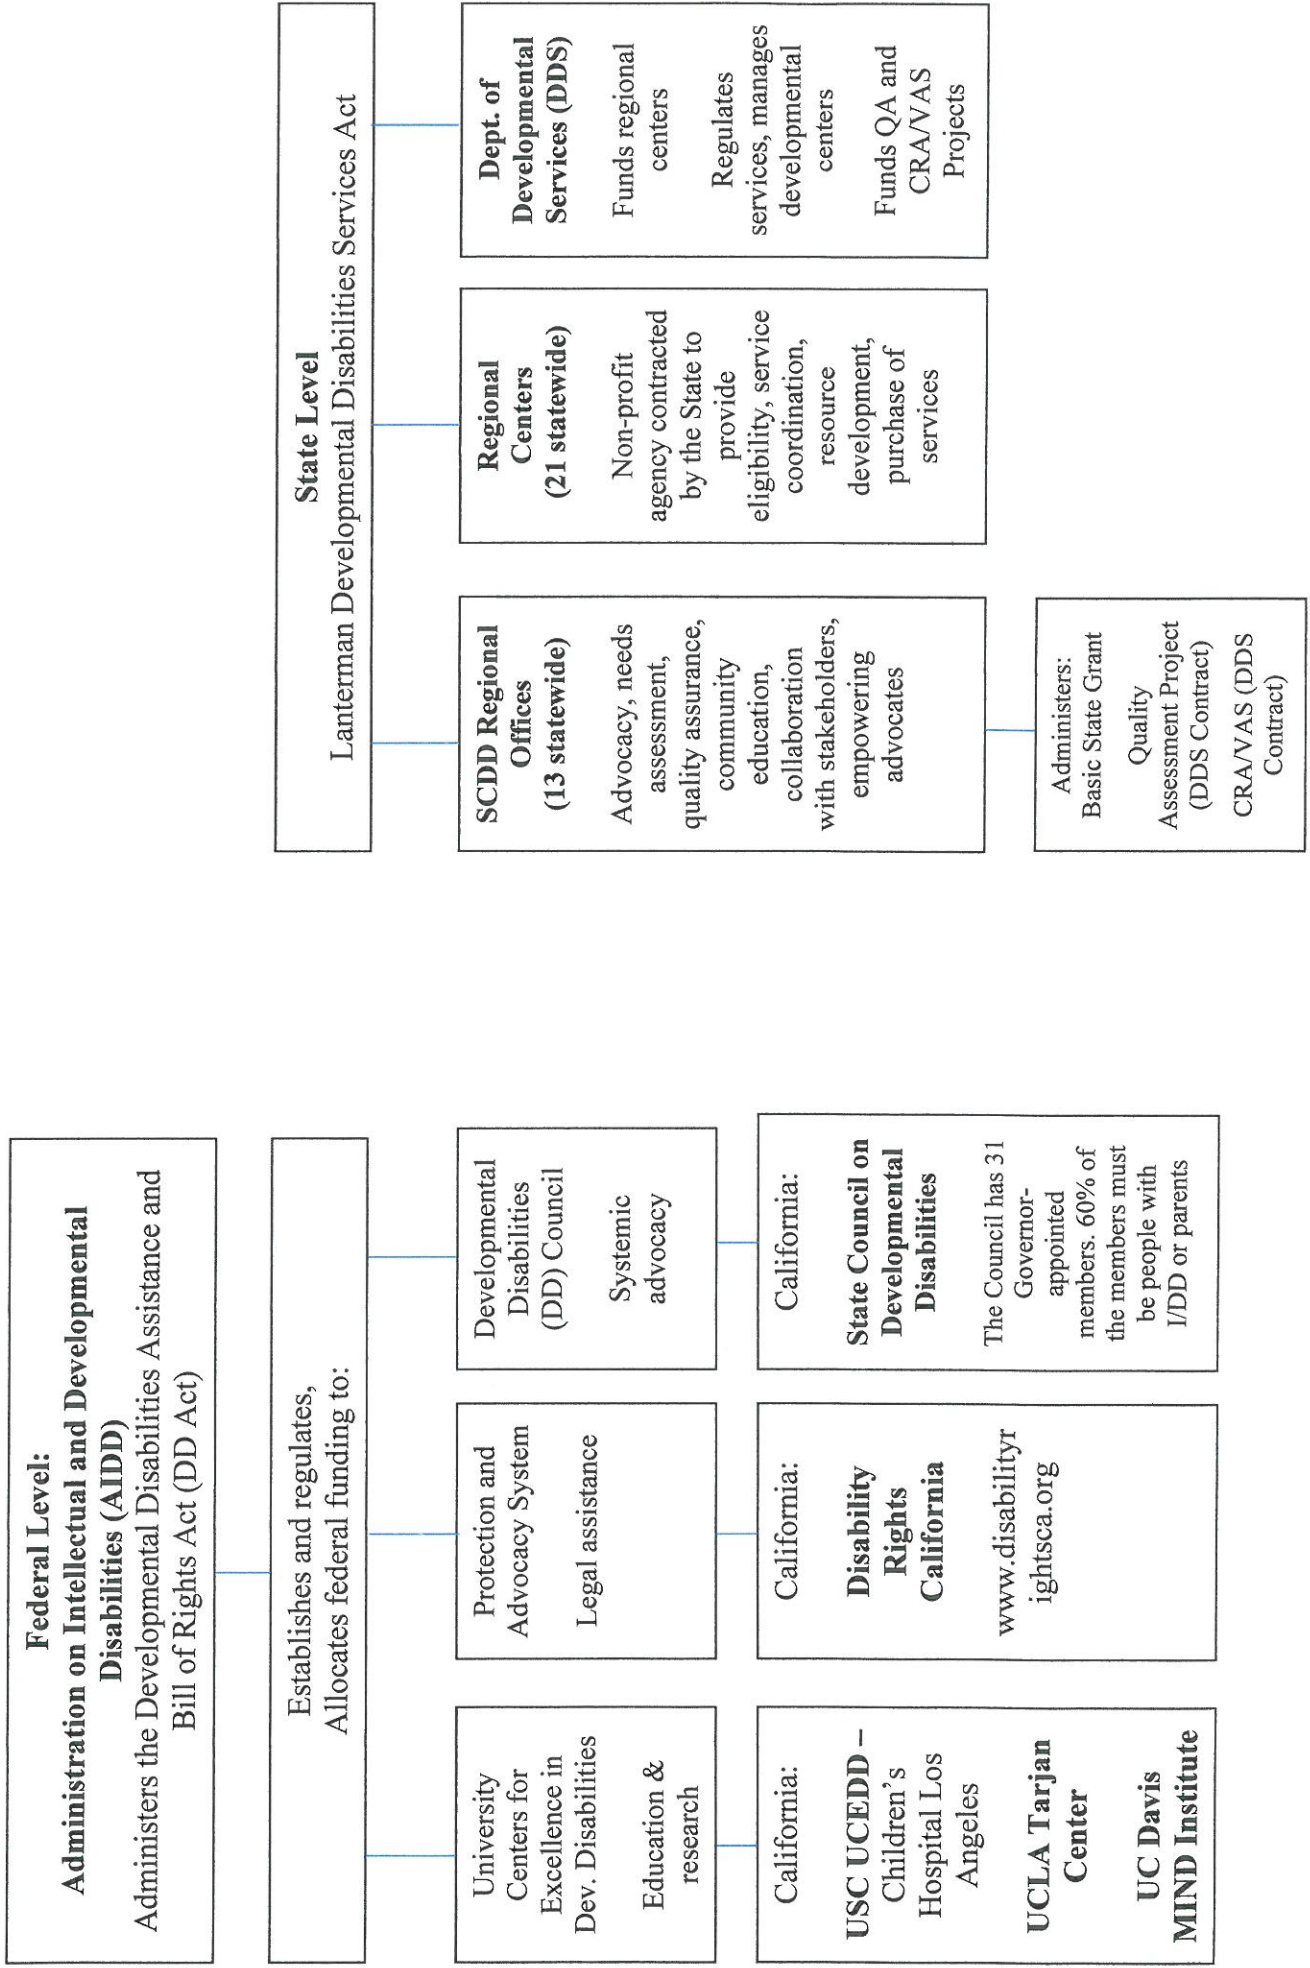 Federal Level:
Administration on Intellectual and Developmental
Disabilities (AIDD)
Administers the Developmental Disabilities Assistance and
Bill of Rights Act (DD Act)
Establishes and regulates,
Allocates federal funding to:
University
Centers for
Excellence in
Dev. Disabilities
Education &
research
Protection and
Advocacy System
Legal assistance
Developmental
Disabilities
(DD) Council
Systemic
advocacy
California:
USC UCEDD –
Children's
Hospital Los
Angeles
UCLA Tarjan
Center
UC Davis
MIND Institute
California:
Disability
Rights
California
www.disabilityr
ightsca.org
California:
State Council on
Developmental
Disabilities
The Council has 31
Governor-
appointed
members. 60% of
the members must
be people with
I/DD or parents
State Level
Lanterman Developmental Disabilities Services Act
SCDD Regional
Offices
(13 statewide)
Advocacy, needs
assessment,
quality assurance,
community
education,
collaboration
with stakeholders,
empowering
advocates
Regional
Centers
(21 statewide)
Non-profit
agency contracted
by the State to
provide
eligibility, service
coordination,
resource
development,
purchase of
services
Dept. of
Developmental
Services (DDS)
Funds regional
centers
Regulates
services, manages
developmental
centers
Funds QA and
CRA/VAS
Projects
Administers:
Basic State Grant
Quality
Assessment Project
(DDS Contract)
CRA/VAS (DDS
Contract)